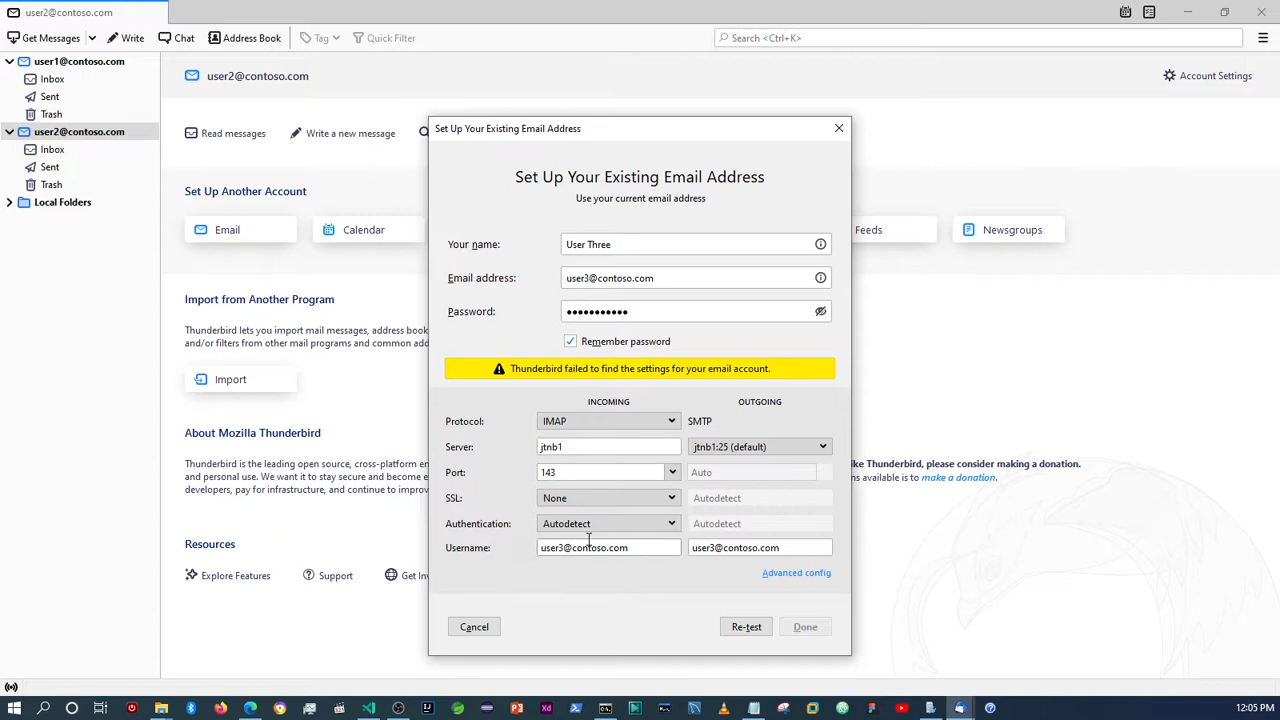 user2@contoso.com
Get Messages
Write
Chat
Address Book
Tag
Quick Filter
Search <Ctrl+K>
user1@contoso.com
Inbox
Sent
Trash
user2@contoso.com
Inbox
Sent
Trash
Local Folders
user2@contoso.com
Account Settings
Read messages
Write a new message
Set Up Another Account
Email
Calendar
Feeds
Newsgroups
Import from Another Program
Thunderbird lets you import mail messages, address book
and/or filters from other mail programs and common add
Import
About Mozilla Thunderbird
Thunderbird is the leading open source, cross-platform en
and personal use. We want it to stay secure and become
developers, pay for infrastructure, and continue to improv
like Thunderbird, please consider making a donation.
ns available is to make a donation.
Resources
Explore Features
Support
Get Inv
Set Up Your Existing Email Address
Set Up Your Existing Email Address
Use your current email address
Your name:
User Three
Email address:
user3@contoso.com
Password:
•••••••••••
Remember password
Thunderbird failed to find the settings for your email account.
INCOMING
OUTGOING
Protocol:
IMAP
SMTP
Server:
jtnb1
jtnb1:25 (default)
Port:
143
Auto
SSL:
None
Autodetect
Authentication:
Autodetect
Autodetect
Username:
user3@contoso.com
user3@contoso.com
Advanced config
Cancel
Re-test
Done
12:05 PM